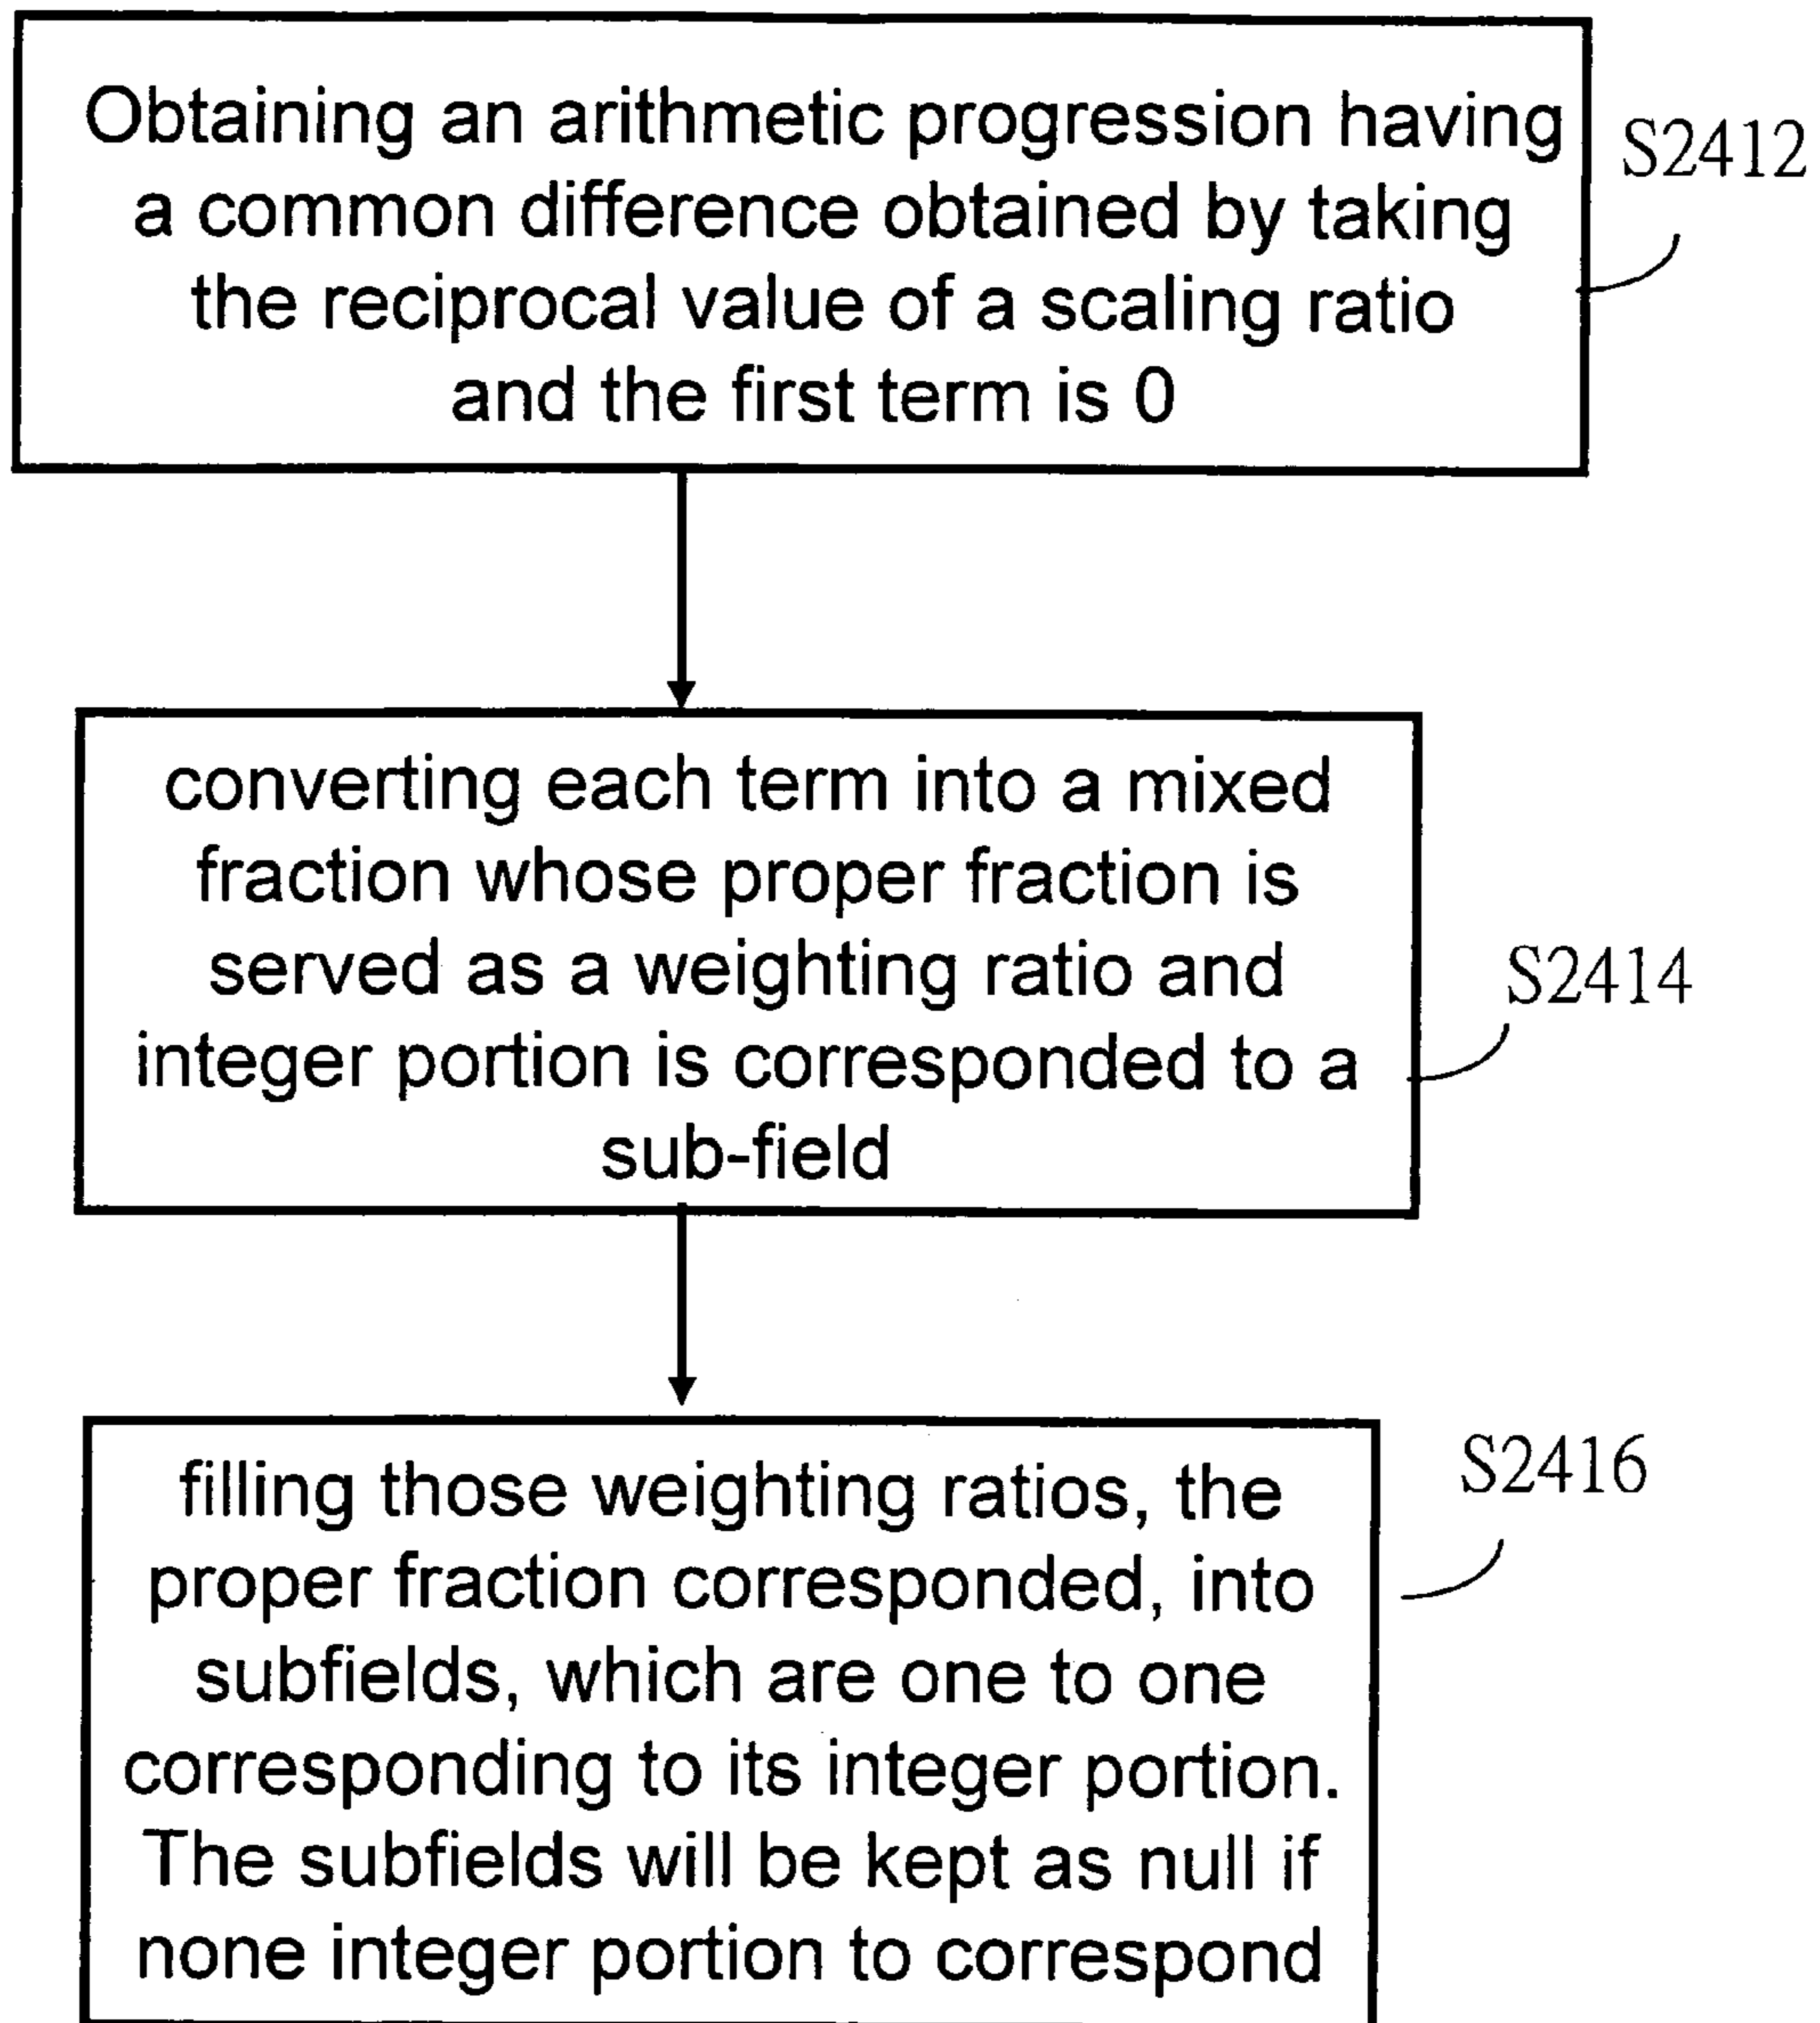 Obtaining an arithmetic progression having
a common difference obtained by taking
the reciprocal value of a scaling ratio
and the first term is 0
S2412
converting each term into a mixed
fraction whose proper fraction is
served as a weighting ratio and
integer portion is corresponded to a
sub-field
S2414
filling those weighting ratios, the
proper fraction corresponded, into
subfields, which are one to one
corresponding to its integer portion.
The subfields will be kept as null if
none integer portion to correspond
S2416